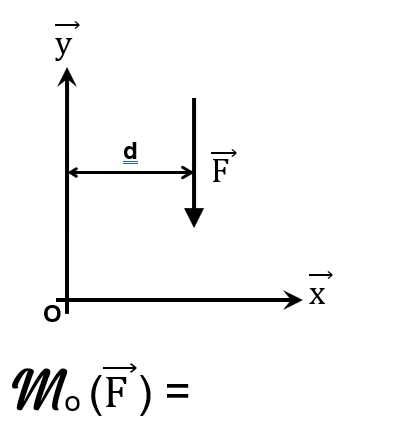 y⃗
d
F⃗
O
x⃗
ℳo (F⃗) =